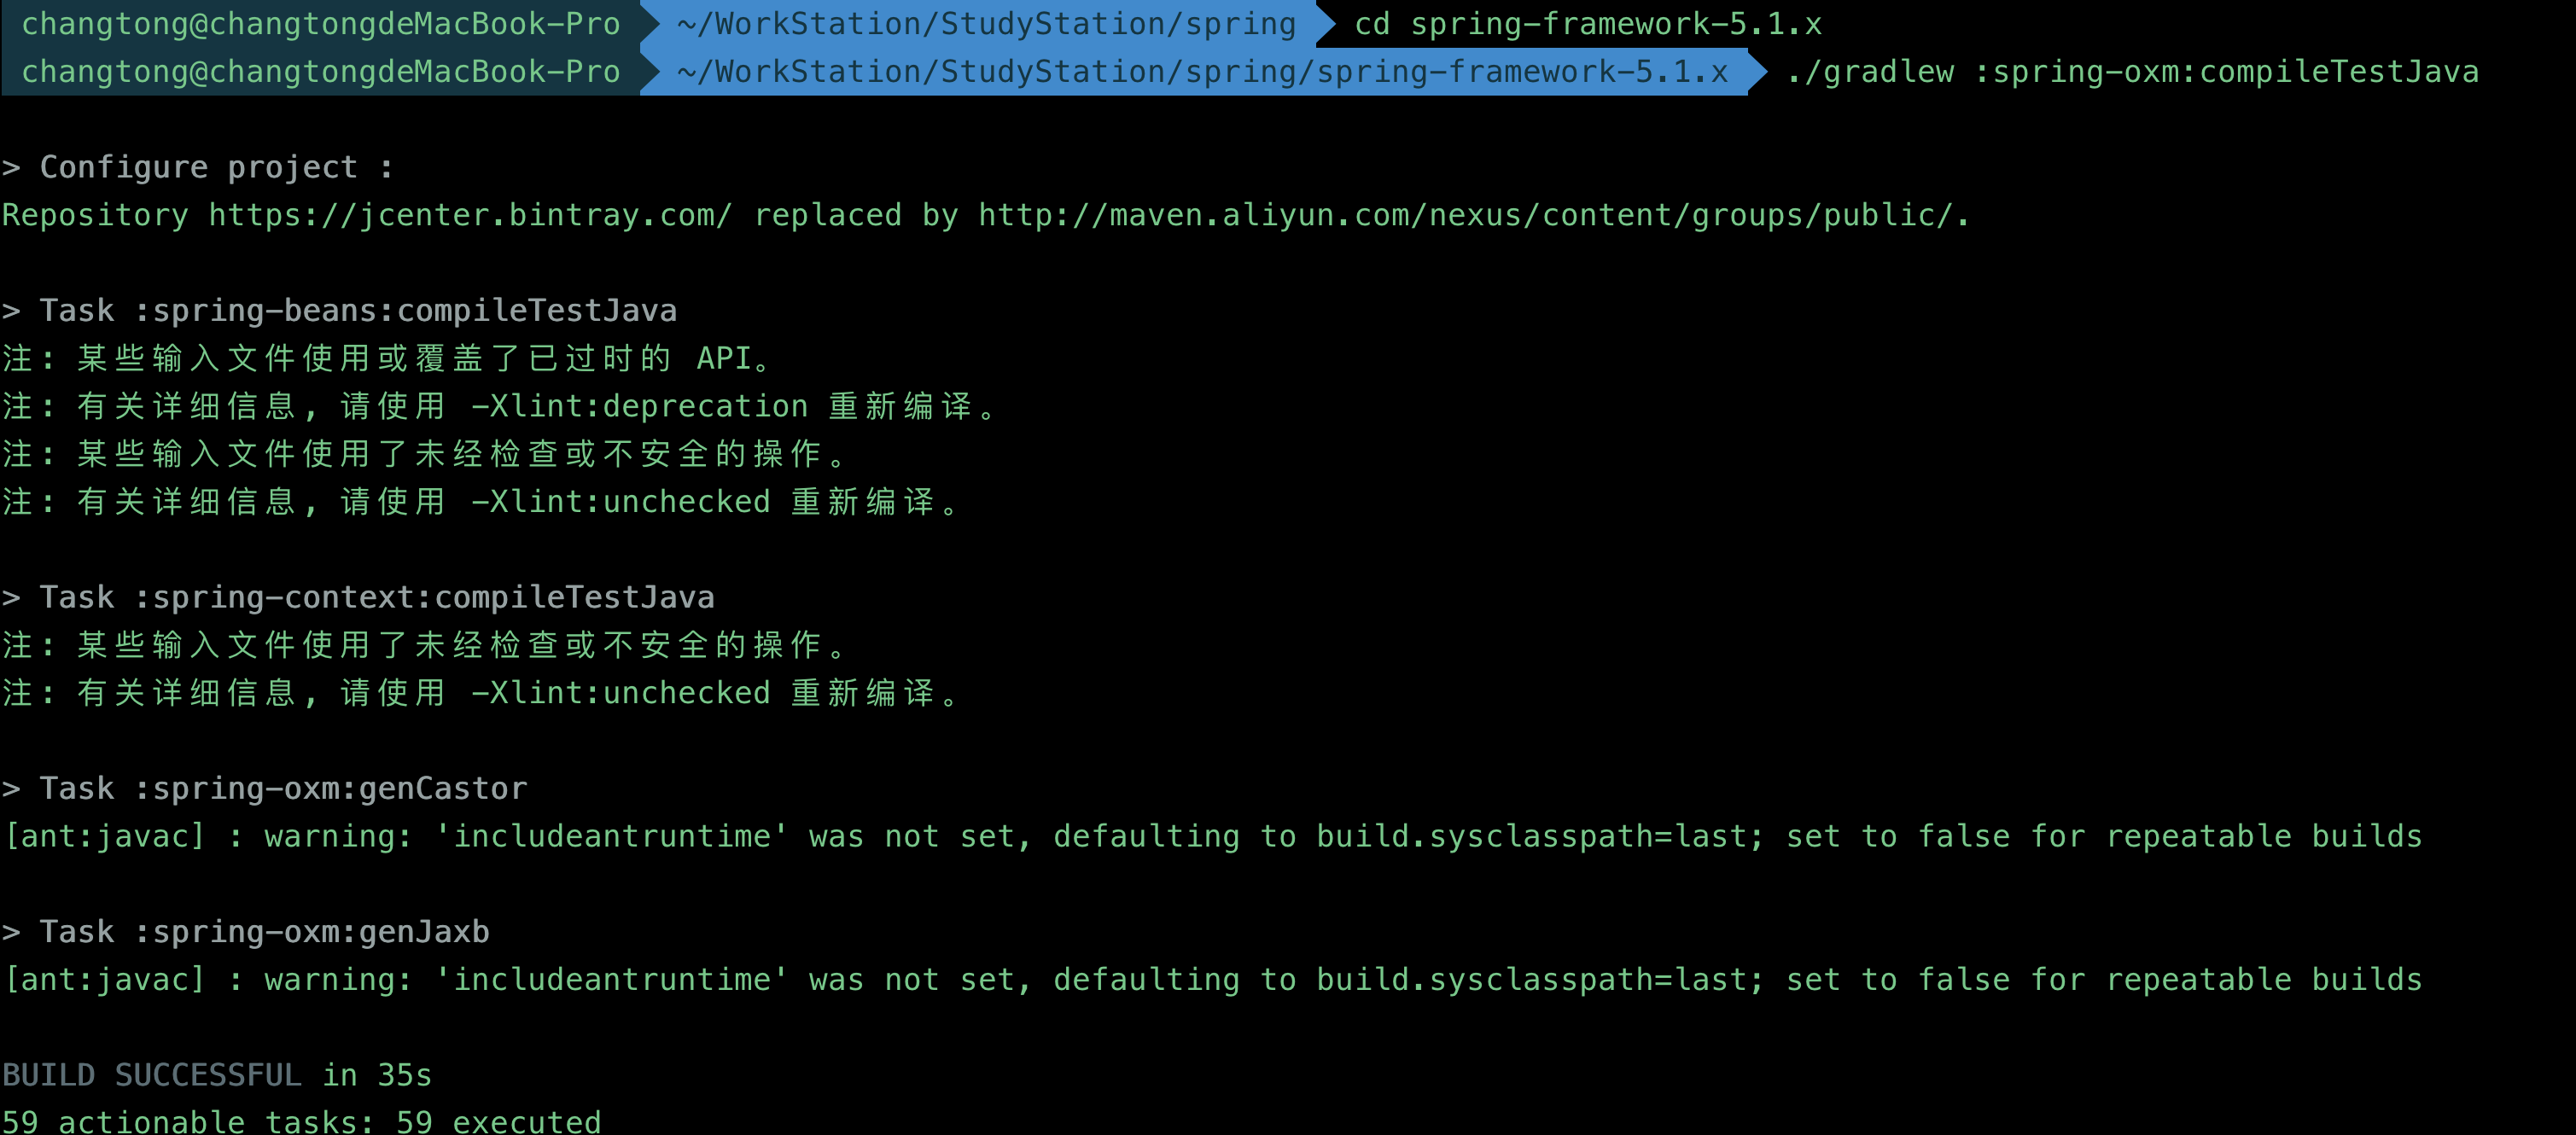 changtong@changtongdeMacBook-Pro ~/WorkStation/StudyStation/spring cd spring-framework-5.1.x
changtong@changtongdeMacBook-Pro ~/WorkStation/StudyStation/spring/spring-framework-5.1.x ./gradlew :spring-oxm:compileTestJava
> Configure project :
Repository https://jcenter.bintray.com/ replaced by http://maven.aliyun.com/nexus/content/groups/public/.
> Task :spring-beans:compileTestJava
注: 某些输入文件使用或覆盖了已过时的 API。
注: 有关详细信息, 请使用 -Xlint:deprecation 重新编译。
注: 某些输入文件使用了未经检查或不安全的操作。
注: 有关详细信息, 请使用 -Xlint:unchecked 重新编译。
> Task :spring-context:compileTestJava
注: 某些输入文件使用了未经检查或不安全的操作。
注: 有关详细信息, 请使用 -Xlint:unchecked 重新编译。
> Task :spring-oxm:genCastor
[ant:javac] : warning: 'includeantruntime' was not set, defaulting to build.sysclasspath=last; set to false for repeatable builds
> Task :spring-oxm:genJaxb
[ant:javac] : warning: 'includeantruntime' was not set, defaulting to build.sysclasspath=last; set to false for repeatable builds
BUILD SUCCESSFUL in 35s
59 actionable tasks: 59 executed